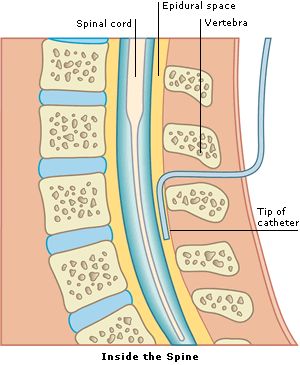 Epidural space
Spinal cord
Vertebra
Tip of
catheter
Inside the Spine